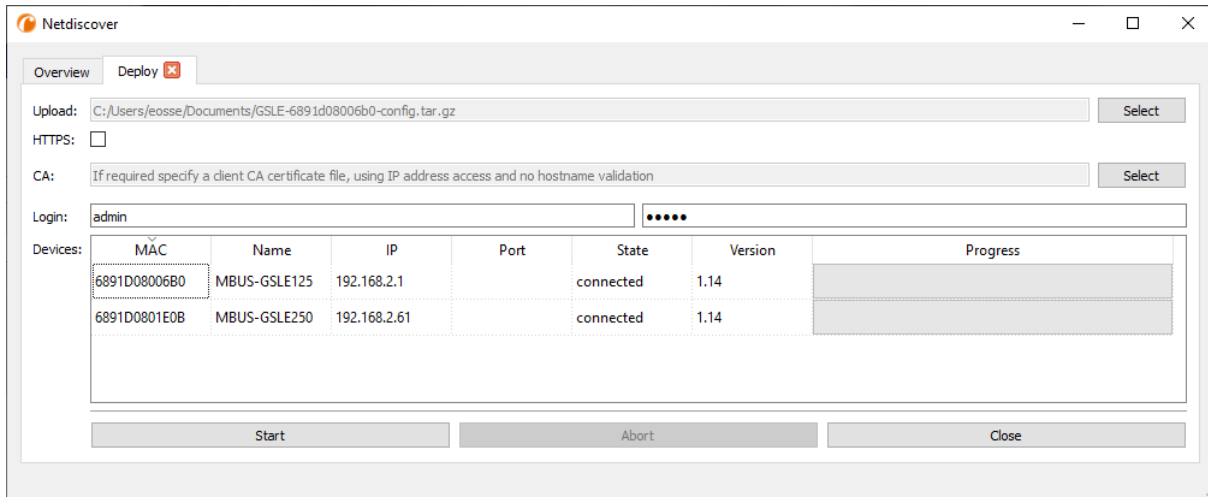 Netdiscover
Overview Deploy
Upload: C:/Users/eosse/Documents/GSLE-6891d08006b0-config.tar.gz Select
HTTPS:
CA: If required specify a client CA certificate file, using IP address access and no hostname validation Select
Login: admin •••••
Devices: MAC Name IP Port State Version Progress
6891D08006B0 MBUS-GSLE125 192.168.2.1 connected 1.14
6891D0801E0B MBUS-GSLE250 192.168.2.61 connected 1.14
Start Abort Close